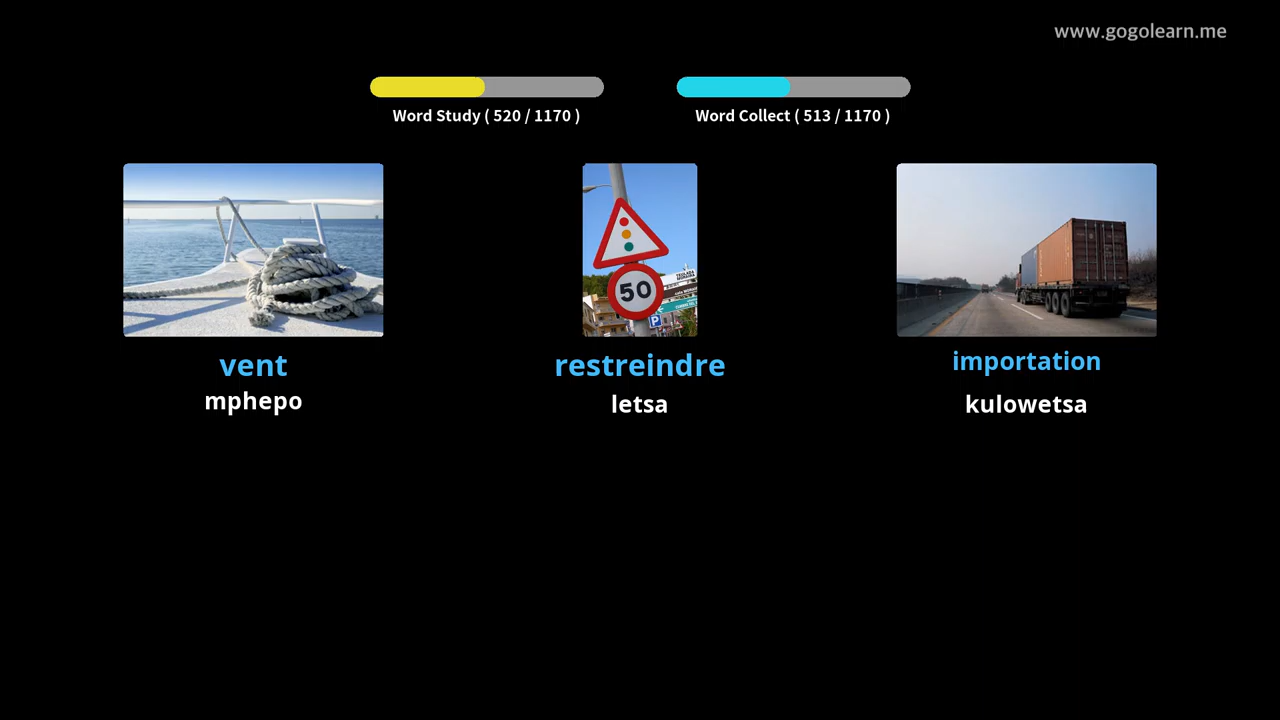 www.gogolearn.me
Word Study ( 520 / 1170 )
Word Collect ( 513 / 1170 )
50
P
vent
restreindre
importation
mphepo
letsa
kulowetsa